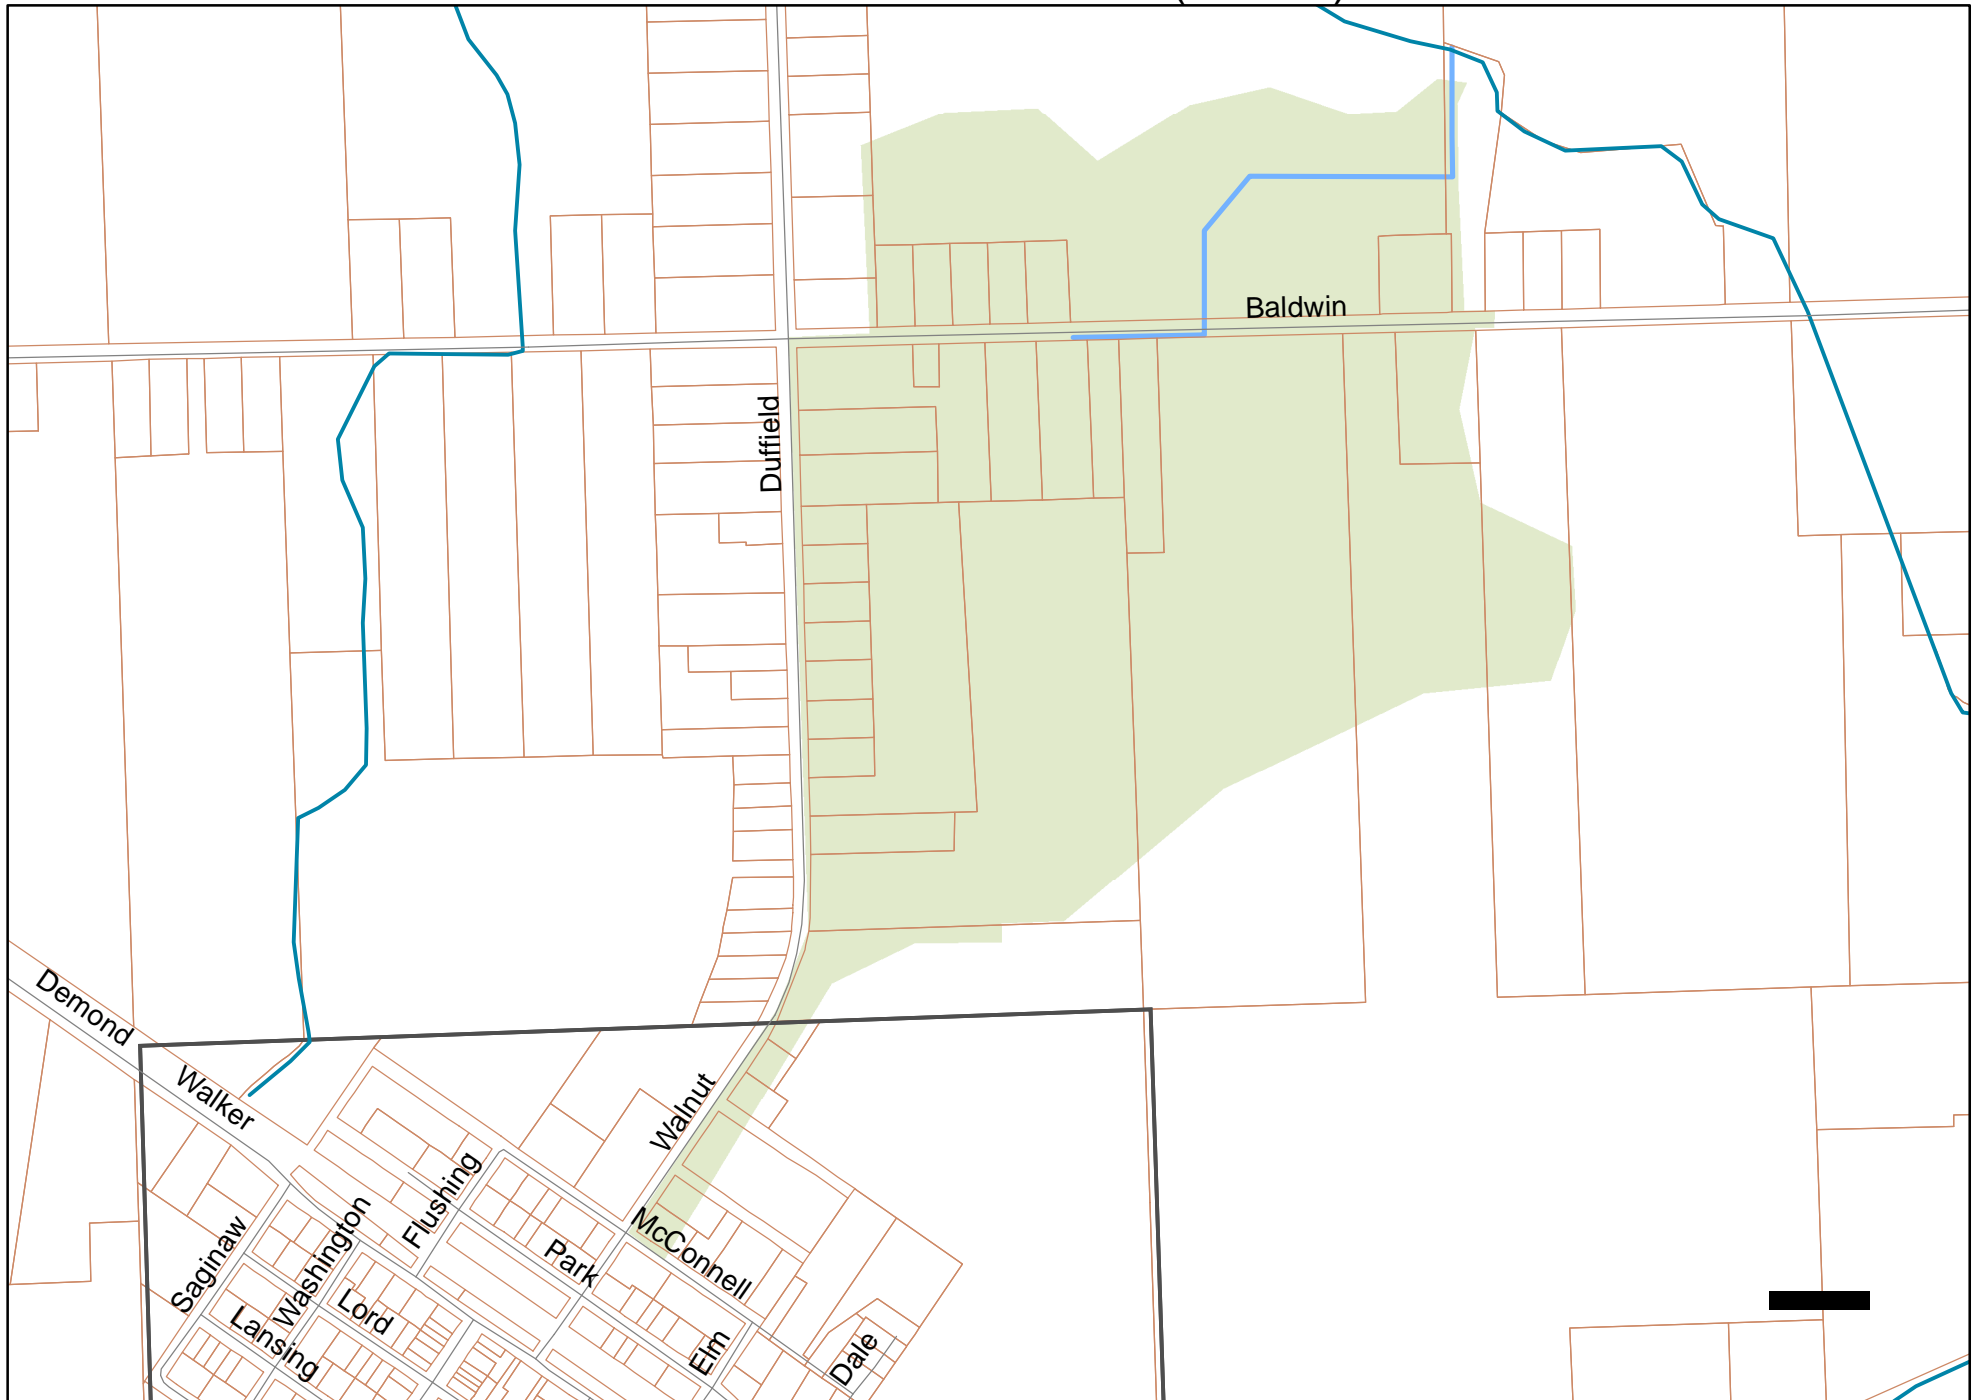 Baldwin
Duffield
Demond
Walker
Walnut
Flushing
McConnell
Washington
Saginaw
Park
Lord
Lansing
Elm
Dale